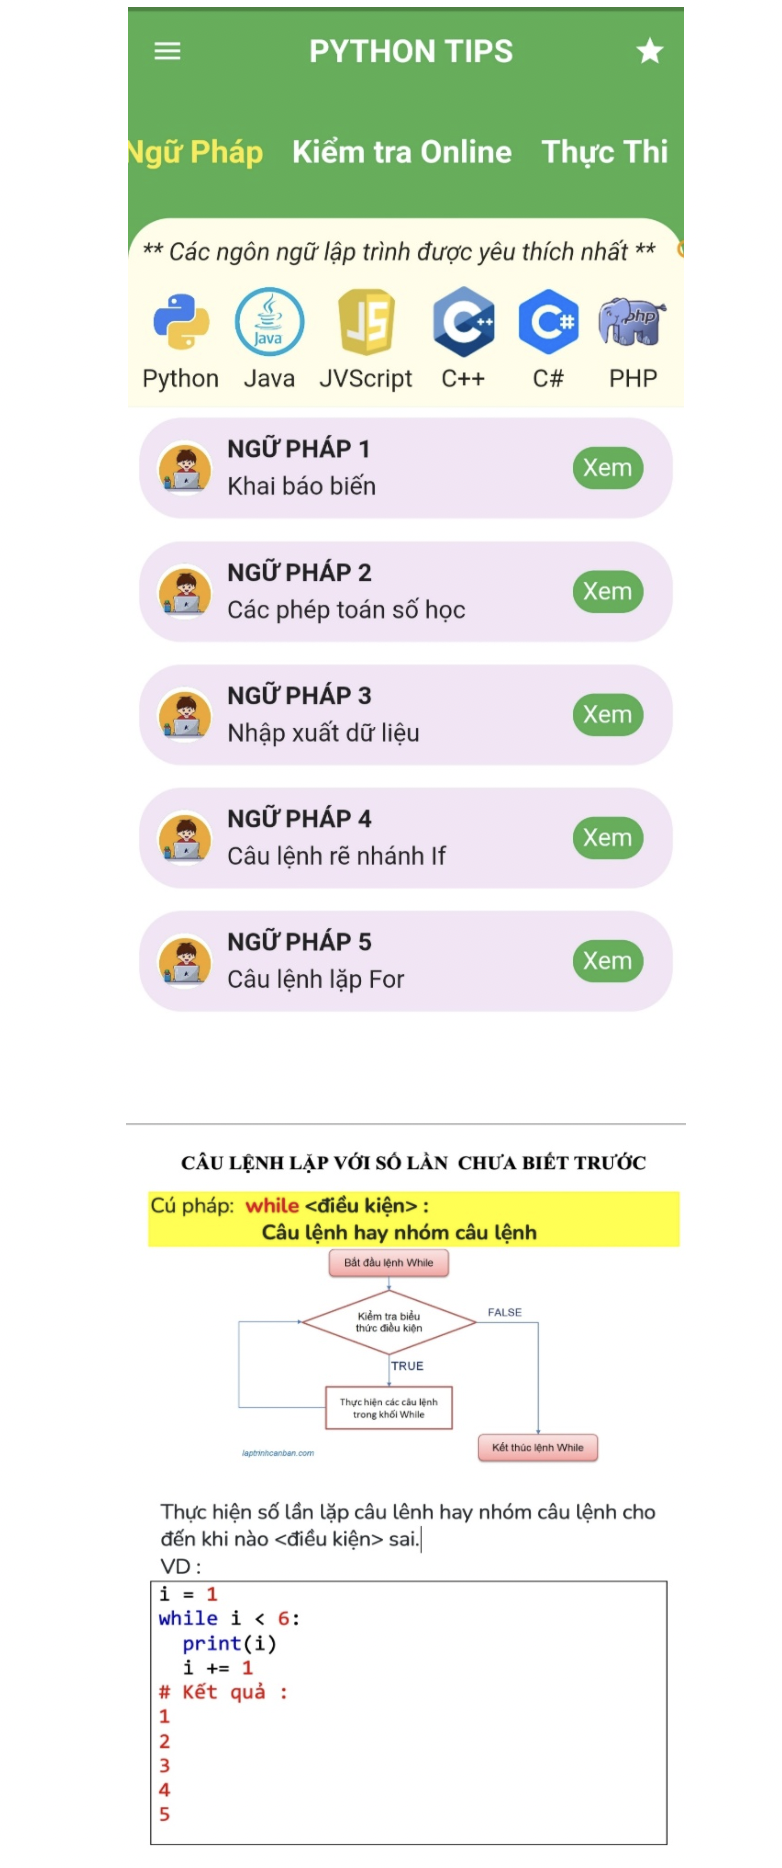 PYTHON TIPS
Ngữ Pháp Kiểm tra Online Thực Thi
** Các ngôn ngữ lập trình được yêu thích nhất **
Java JS C++ C# php
Python Java JVScript C++ C# PHP
NGỮ PHÁP 1
Khai báo biến
Xem
NGỮ PHÁP 2
Các phép toán số học
Xem
NGỮ PHÁP 3
Nhập xuất dữ liệu
Xem
NGỮ PHÁP 4
Câu lệnh rẽ nhánh If
Xem
NGỮ PHÁP 5
Câu lệnh lặp For
Xem
CÂU LỆNH LẶP VỚI SỐ LẦN CHƯA BIẾT TRƯỚC
Cú pháp: while <điều kiện> :
Câu lệnh hay nhóm câu lệnh
Bắt đầu lệnh While
Kiểm tra biểu
thức điều kiện
FALSE
TRUE
Thực hiện các câu lệnh
trong khối While
Kết thúc lệnh While
laptrinhcanban.com
Thực hiện số lần lặp câu lênh hay nhóm câu lệnh cho
đến khi nào <điều kiện> sai.
VD :
i = 1
while i < 6:
print(i)
i += 1
# Kết quả :
1
2
3
4
5